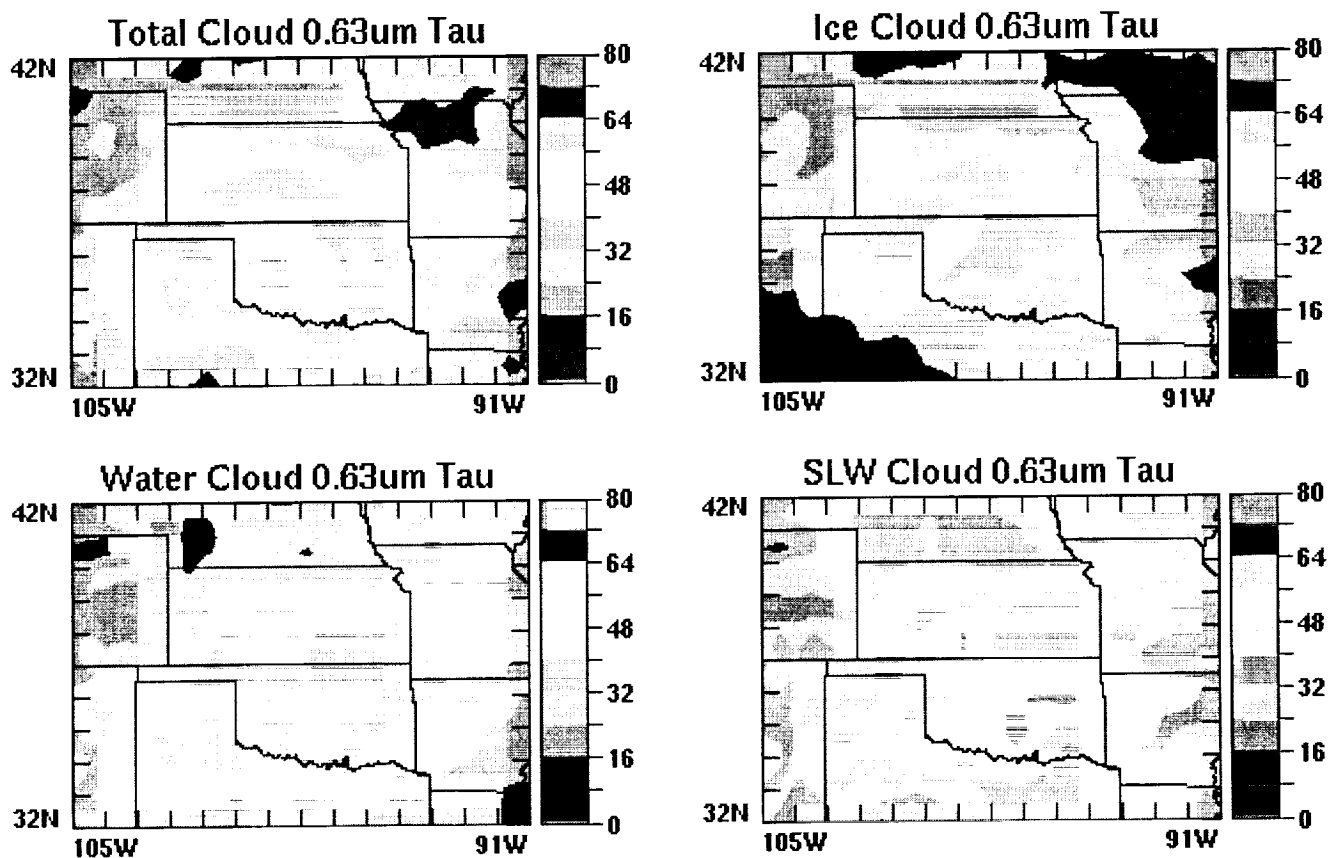 Total Cloud 0.63um Tau
42N
32N
105W
91W
80
64
48
32
16
0
Ice Cloud 0.63um Tau
42N
32N
105W
91W
80
64
48
32
16
0
Water Cloud 0.63um Tau
42N
32N
105W
91W
80
64
48
32
16
0
SLW Cloud 0.63um Tau
42N
32N
105W
91W
80
64
48
32
16
0